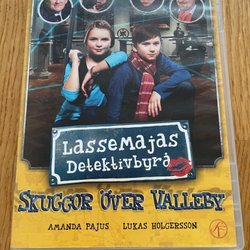 LASSEMAJAS
DETEKTIVBYRÅ
SKUGGOR ÖVER VALLEBY
AMANDA PAJUS LUKAS HOLGERSSON